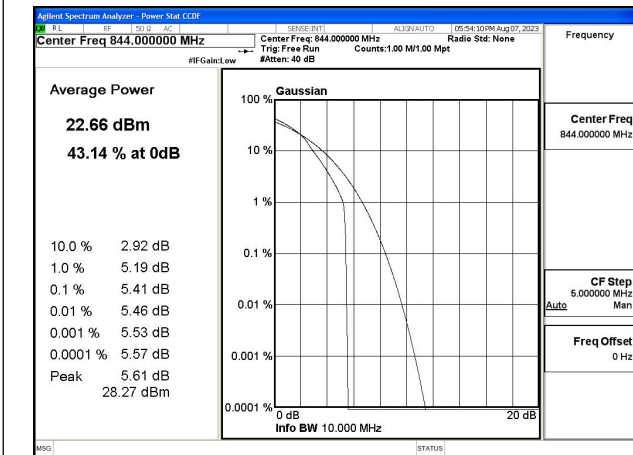 Agilent Spectrum Analyzer - Power Stat CCDF
LXI RL RF 50 Ω AC SENSE:INT ALIGN AUTO 05:54:10 PM Aug 07, 2023
Center Freq 844.000000 MHz
Center Freq: 844.000000 MHz Radio Std: None
Trig: Free Run Counts:1.00 M/1.00 Mpt
#IFGain:Low #Atten: 40 dB
Frequency
Average Power
22.66 dBm
43.14 % at 0dB
10.0 % 2.92 dB
1.0 % 5.19 dB
0.1 % 5.41 dB
0.01 % 5.46 dB
0.001 % 5.53 dB
0.0001 % 5.57 dB
Peak 5.61 dB
28.27 dBm
Gaussian
100 %
10 %
1 %
0.1 %
0.01 %
0.001 %
0.0001 %
0 dB 20 dB
Info BW 10.000 MHz
Center Freq
844.000000 MHz
CF Step
5.000000 MHz
Auto Man
Freq Offset
0 Hz
MSG STATUS